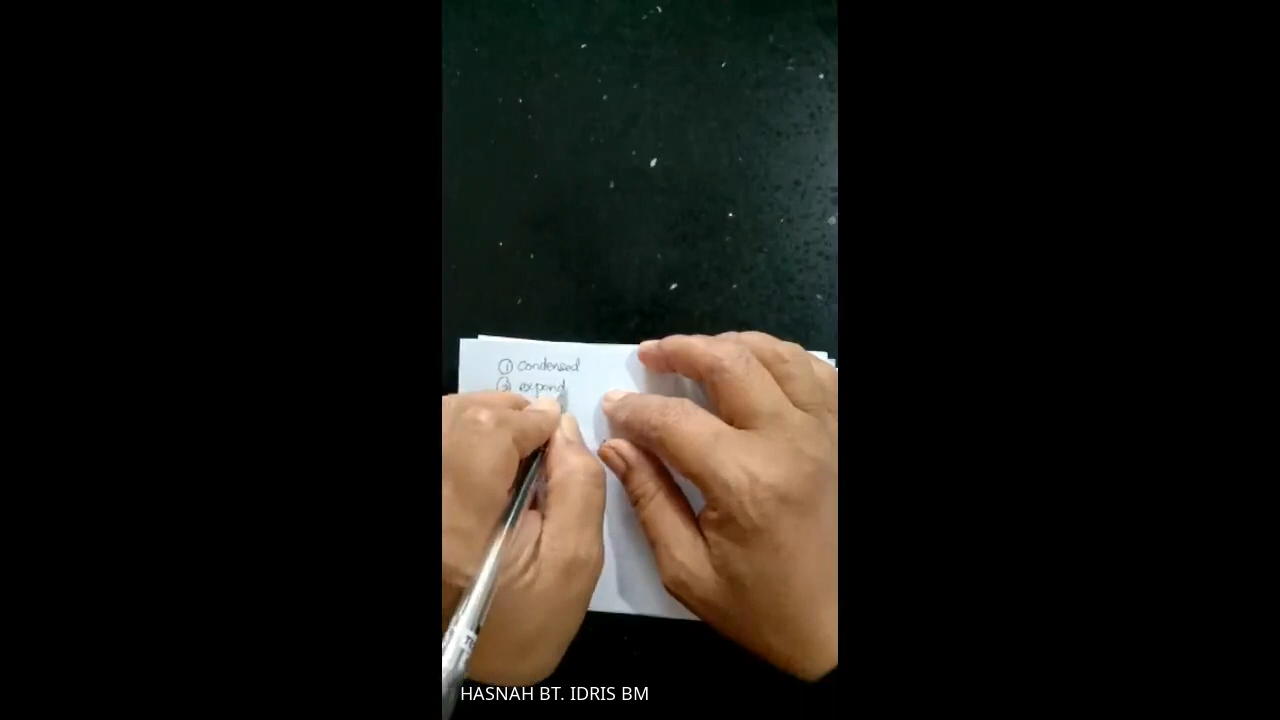 ① Condensed
② expand
HASNAH BT. IDRIS BM